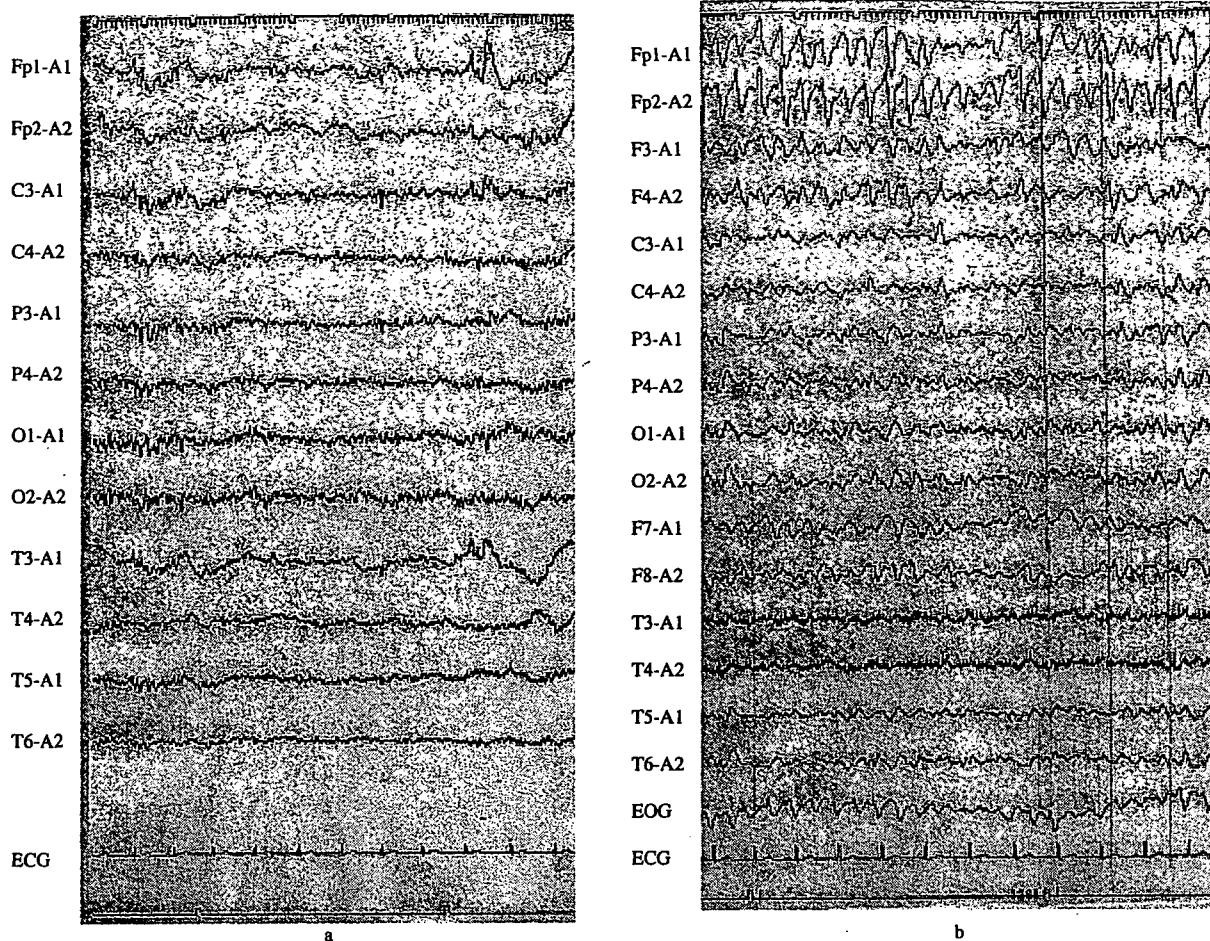 Fp1-A1
Fp2-A2
C3-A1
C4-A2
P3-A1
P4-A2
O1-A1
O2-A2
T3-A1
T4-A2
T5-A1
T6-A2
ECG
a
Fp1-A1
Fp2-A2
F3-A1
F4-A2
C3-A1
C4-A2
P3-A1
P4-A2
O1-A1
O2-A2
F7-A1
F8-A2
T3-A1
T4-A2
T5-A1
T6-A2
EOG
ECG
b